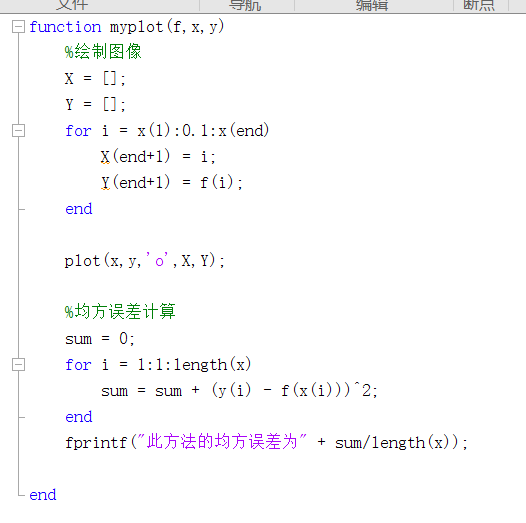 文件 导航 编辑 断点
function myplot(f,x,y)
%绘制图像
X = [];
Y = [];
for i = x(1):0.1:x(end)
X(end+1) = i;
Y(end+1) = f(i);
end
plot(x,y,'o',X,Y);
%均方误差计算
sum = 0;
for i = 1:1:length(x)
sum = sum + (y(i) - f(x(i)))^2;
end
fprintf("此方法的均方误差为" + sum/length(x));
end